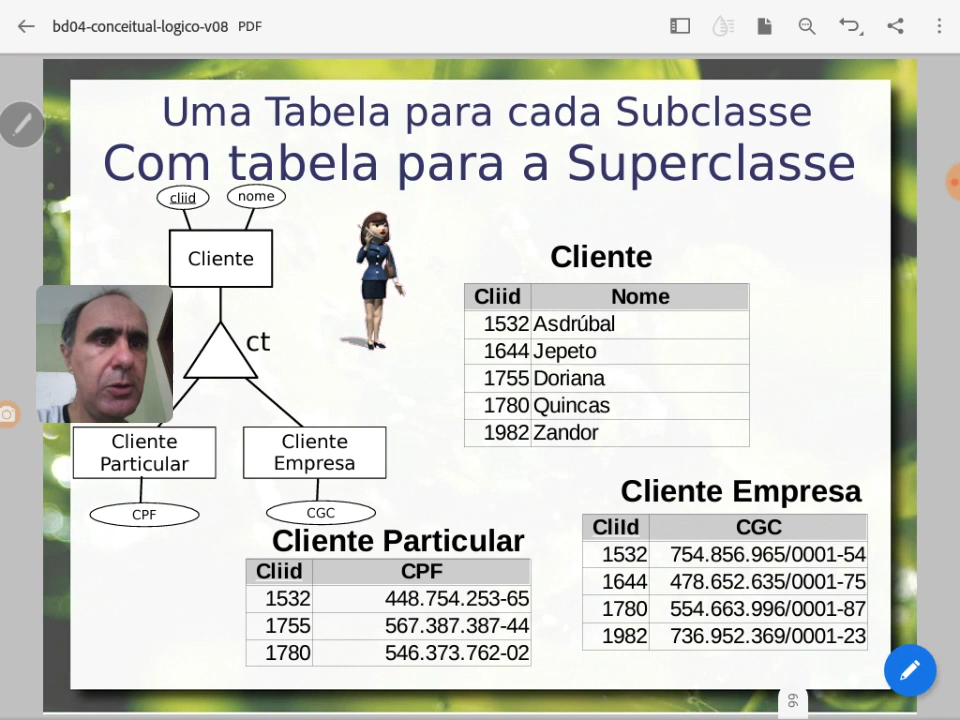 bd04-conceitual-logico-v08 PDF
Uma Tabela para cada Subclasse
Com tabela para a Superclasse
cliid
nome
Cliente
ct
Cliente
Particular
Cliente
Empresa
CPF
CGC
Cliente
Cliid Nome
1532 Asdrúbal
1644 Jepeto
1755 Doriana
1780 Quincas
1982 Zandor
Cliente Particular
Cliid CPF
1532 448.754.253-65
1755 567.387.387-44
1780 546.373.762-02
Cliente Empresa
CliId CGC
1532 754.856.965/0001-54
1644 478.652.635/0001-75
1780 554.663.996/0001-87
1982 736.952.369/0001-23
66